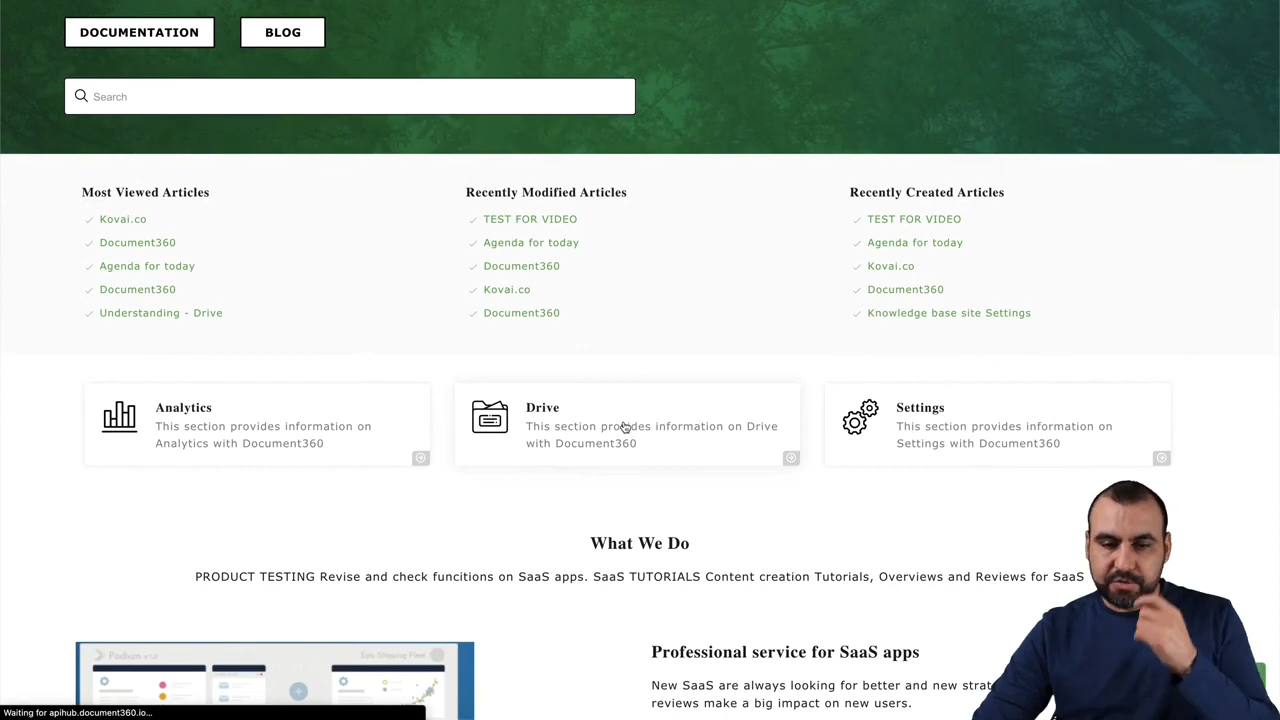 DOCUMENTATION
BLOG
Search
Most Viewed Articles
Kovai.co
Document360
Agenda for today
Document360
Understanding - Drive
Recently Modified Articles
TEST FOR VIDEO
Agenda for today
Document360
Kovai.co
Document360
Recently Created Articles
TEST FOR VIDEO
Agenda for today
Kovai.co
Document360
Knowledge base site Settings
Analytics
This section provides information on
Analytics with Document360
Drive
This section provides information on Drive
with Document360
Settings
This section provides information on
Settings with Document360
What We Do
PRODUCT TESTING Revise and check funcitions on SaaS apps. SaaS TUTORIALS Content creation Tutorials, Overviews and Reviews for SaaS
Podium
Epic Shipping Fleet
Professional service for SaaS apps
New SaaS are always looking for better and new
reviews make a big impact on new users.
Waiting for apihub.document360.io...